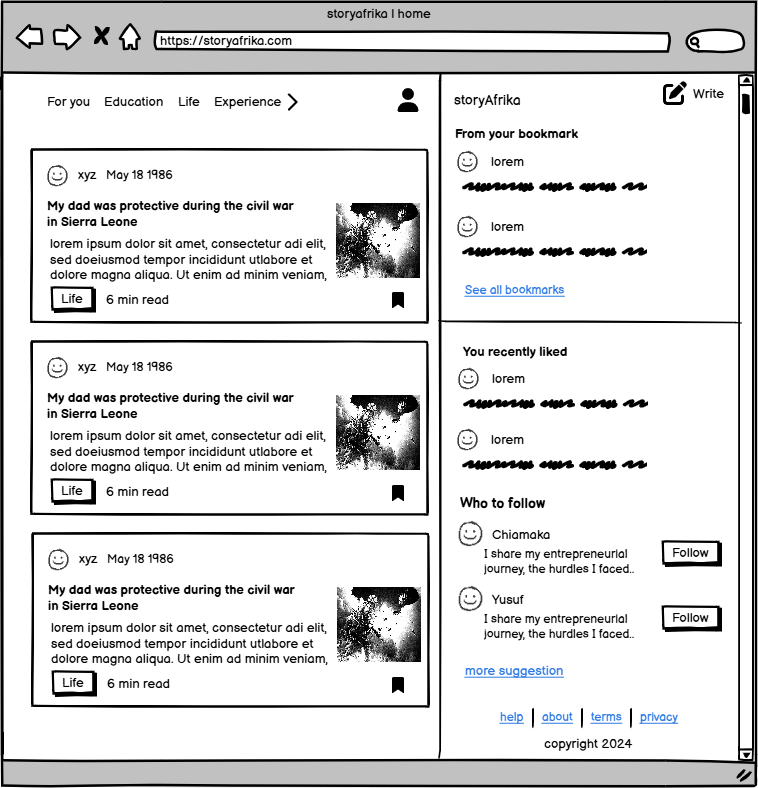 storyafrika | home
https://storyafrika.com
For you Education Life Experience
xyz May 18 1986
My dad was protective during the civil war
in Sierra Leone
lorem ipsum dolor sit amet, consectetur adi elit,
sed doeiusmod tempor incididunt utlabore et
dolore magna aliqua. Ut enim ad minim veniam,
Life 6 min read
xyz May 18 1986
My dad was protective during the civil war
in Sierra Leone
lorem ipsum dolor sit amet, consectetur adi elit,
sed doeiusmod tempor incididunt utlabore et
dolore magna aliqua. Ut enim ad minim veniam,
Life 6 min read
xyz May 18 1986
My dad was protective during the civil war
in Sierra Leone
lorem ipsum dolor sit amet, consectetur adi elit,
sed doeiusmod tempor incididunt utlabore et
dolore magna aliqua. Ut enim ad minim veniam,
Life 6 min read
storyAfrika Write
From your bookmark
lorem
lorem
See all bookmarks
You recently liked
lorem
lorem
Who to follow
Chiamaka
I share my entrepreneurial
journey, the hurdles I faced..
Follow
Yusuf
I share my entrepreneurial
journey, the hurdles I faced..
Follow
more suggestion
help about terms privacy
copyright 2024